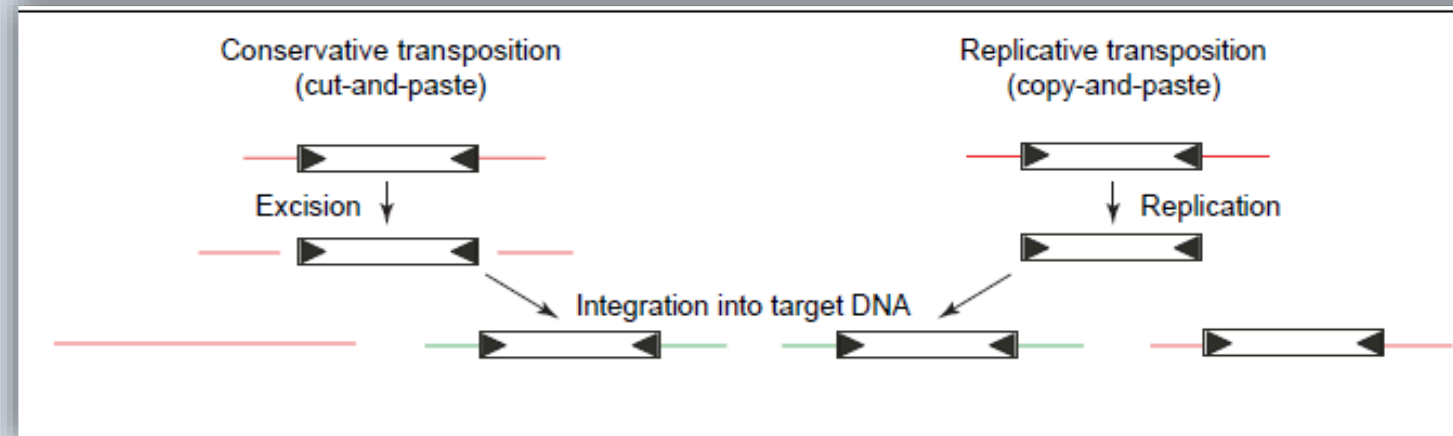 Conservative transposition
(cut-and-paste)
Replicative transposition
(copy-and-paste)
Excision
Replication
Integration into target DNA